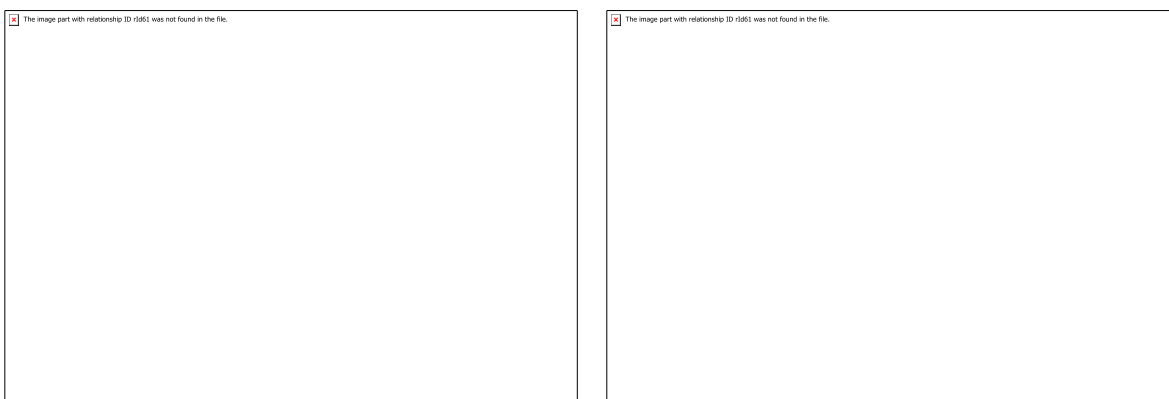 The image part with relationship ID rId61 was not found in the file.
The image part with relationship ID rId61 was not found in the file.